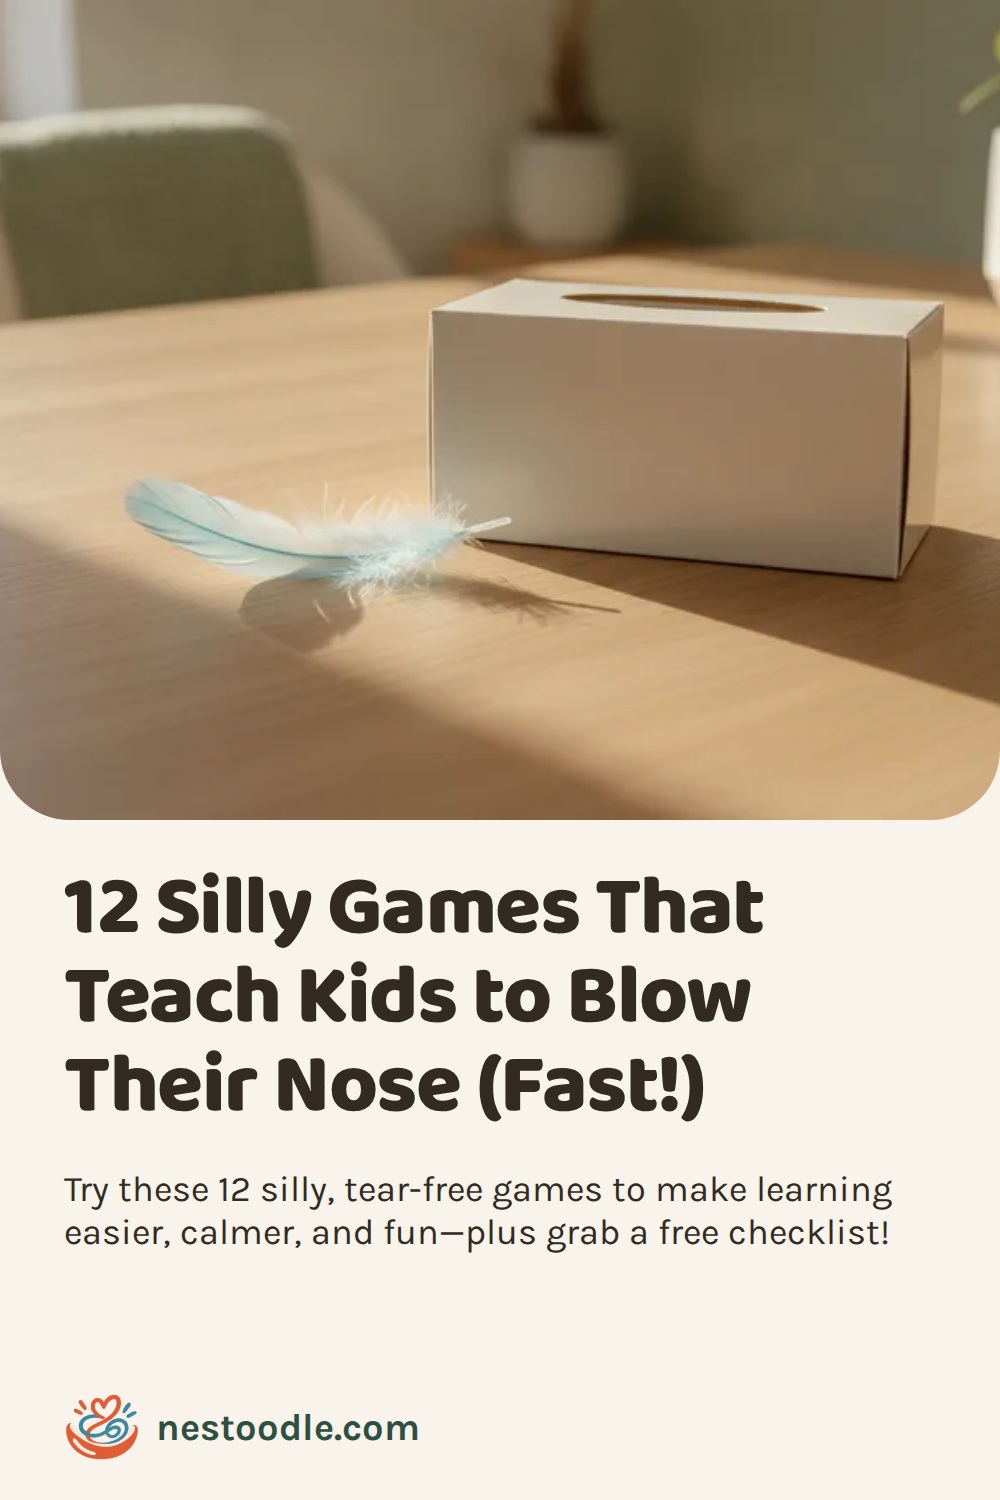 12 Silly Games That
Teach Kids to Blow
Their Nose (Fast!)
Try these 12 silly, tear-free games to make learning
easier, calmer, and fun—plus grab a free checklist!
nestoodle.com